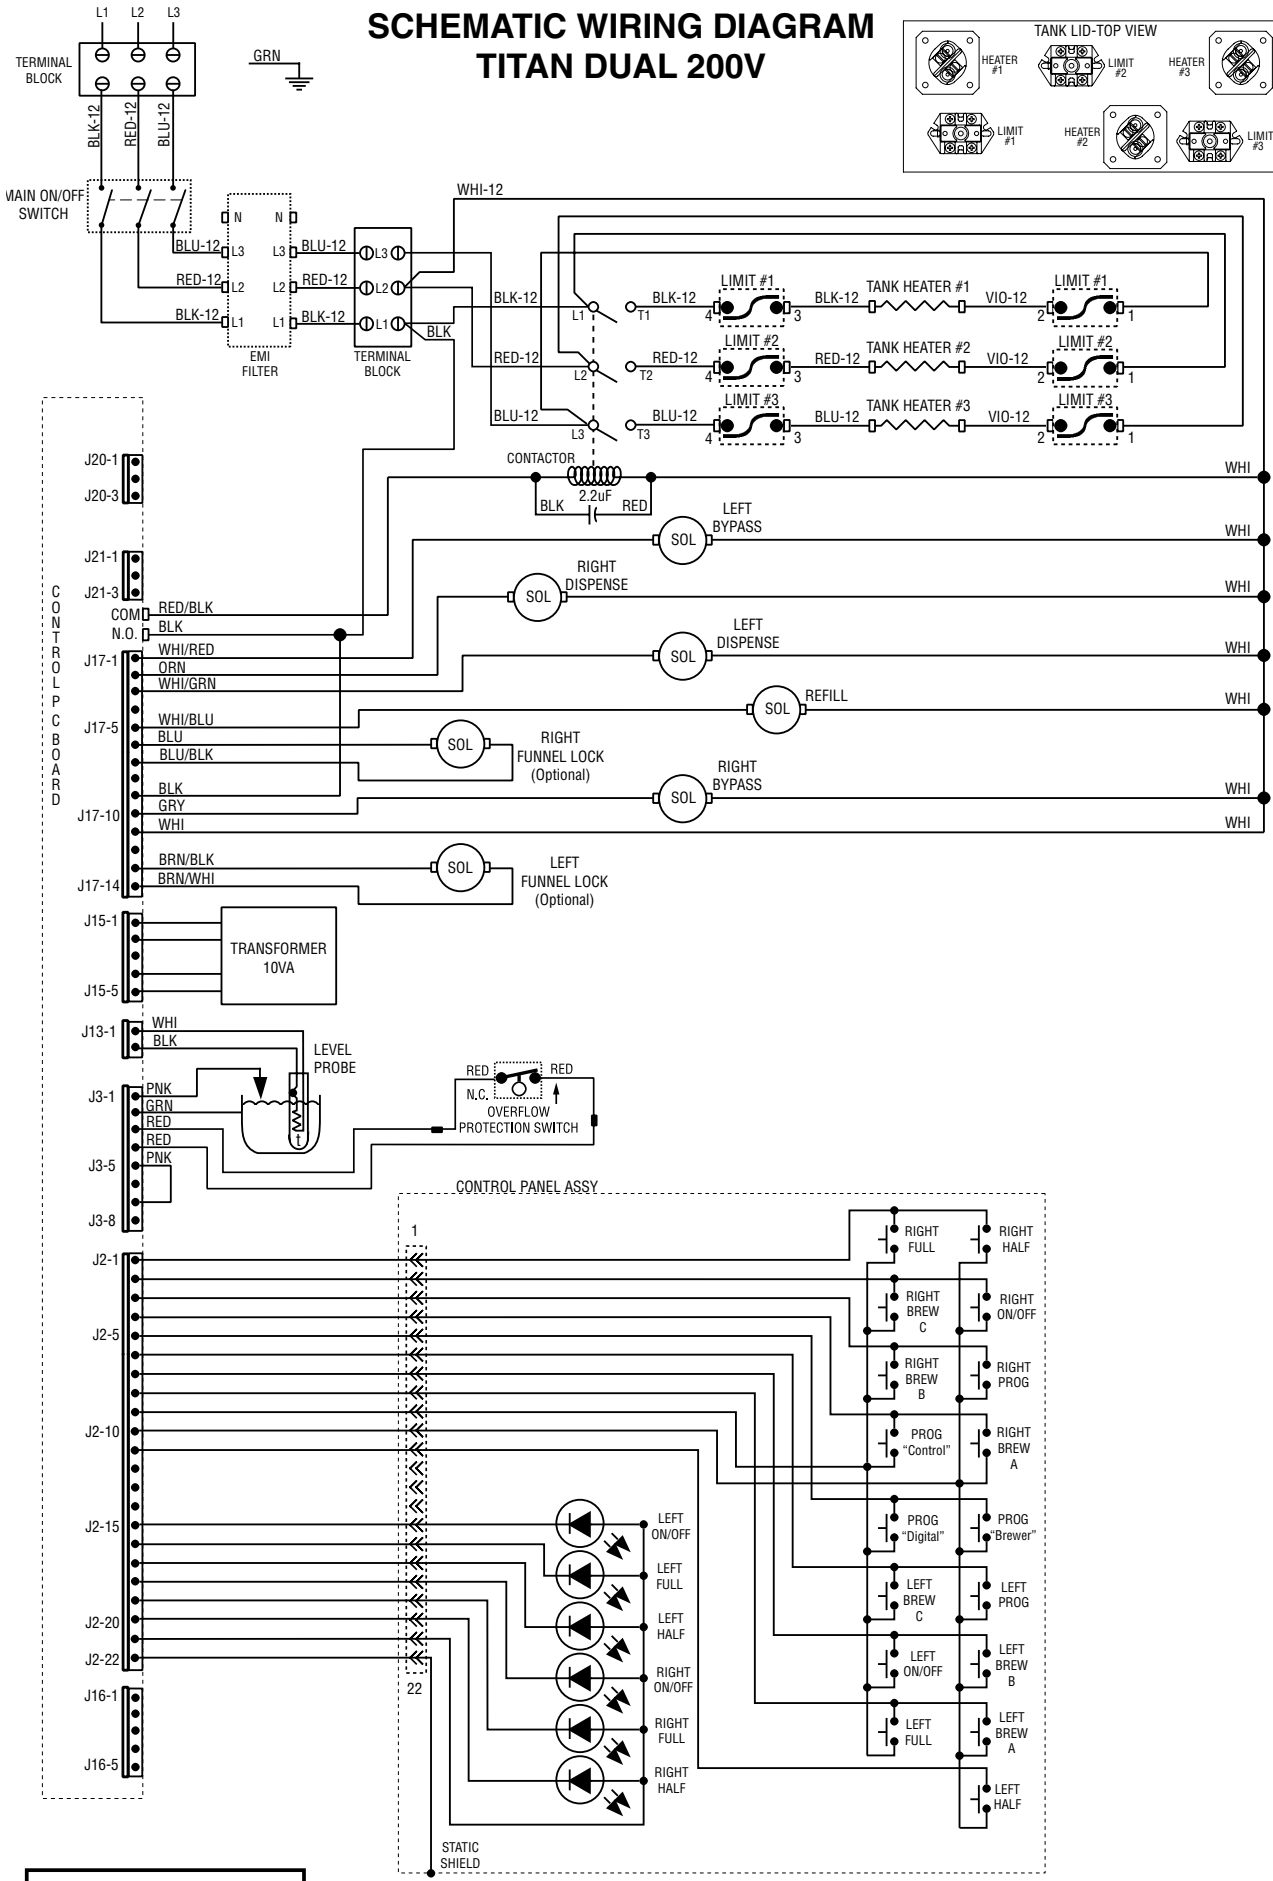 SCHEMATIC WIRING DIAGRAM
TITAN DUAL 200V
L1 L2 L3
TERMINAL
BLOCK
GRN
BLK-12
RED-12
BLU-12
TANK LID-TOP VIEW
HEATER
#1
LIMIT
#2
HEATER
#3
LIMIT
#1
HEATER
#2
LIMIT
#3
MAIN ON/OFF
SWITCH
N N
BLU-12 L3 L3 BLU-12 L3
RED-12 L2 L2 RED-12 L2
BLK-12 L1 L1 BLK-12 L1
EMI
FILTER
TERMINAL
BLOCK
WHI-12
BLK
BLK-12 L1 T1 BLK-12 4 LIMIT #1 3 BLK-12 TANK HEATER #1 VIO-12 2 LIMIT #1 1
RED-12 L2 T2 RED-12 4 LIMIT #2 3 RED-12 TANK HEATER #2 VIO-12 2 LIMIT #2 1
BLU-12 L3 T3 BLU-12 4 LIMIT #3 3 BLU-12 TANK HEATER #3 VIO-12 2 LIMIT #3 1
CONTACTOR
WHI
2.2uF
BLK RED
CONTROL PC BOARD
J20-1
J20-3
J21-1
J21-3
COM RED/BLK
N.O. BLK
LEFT
BYPASS
SOL
WHI
RIGHT
DISPENSE
SOL
WHI
LEFT
DISPENSE
SOL
WHI
REFILL
SOL
WHI
J17-1 WHI/RED
ORN
WHI/GRN
J17-5 WHI/BLU
BLU
BLU/BLK
SOL
RIGHT
FUNNEL LOCK
(Optional)
RIGHT
BYPASS
SOL
WHI
BLK
J17-10 GRY
WHI
WHI
BRN/BLK
J17-14 BRN/WHI
SOL
LEFT
FUNNEL LOCK
(Optional)
J15-1
J15-5
TRANSFORMER
10VA
J13-1 WHI
BLK
LEVEL
PROBE
t
J3-1 PNK
GRN
RED
RED
J3-5 PNK
J3-8
RED RED
N.C.
OVERFLOW
PROTECTION SWITCH
CONTROL PANEL ASSY
1
22
J2-1
J2-5
J2-10
J2-15
J2-20
J2-22
J16-1
J16-5
RIGHT
FULL
RIGHT
HALF
RIGHT
BREW
C
RIGHT
ON/OFF
RIGHT
BREW
B
RIGHT
PROG
PROG
“Control”
RIGHT
BREW
A
PROG
“Digital”
PROG
“Brewer”
LEFT
BREW
C
LEFT
PROG
LEFT
ON/OFF
LEFT
BREW
B
LEFT
FULL
LEFT
BREW
A
LEFT
HALF
LEFT
ON/OFF
LEFT
FULL
LEFT
HALF
RIGHT
ON/OFF
RIGHT
FULL
RIGHT
HALF
STATIC
SHIELD